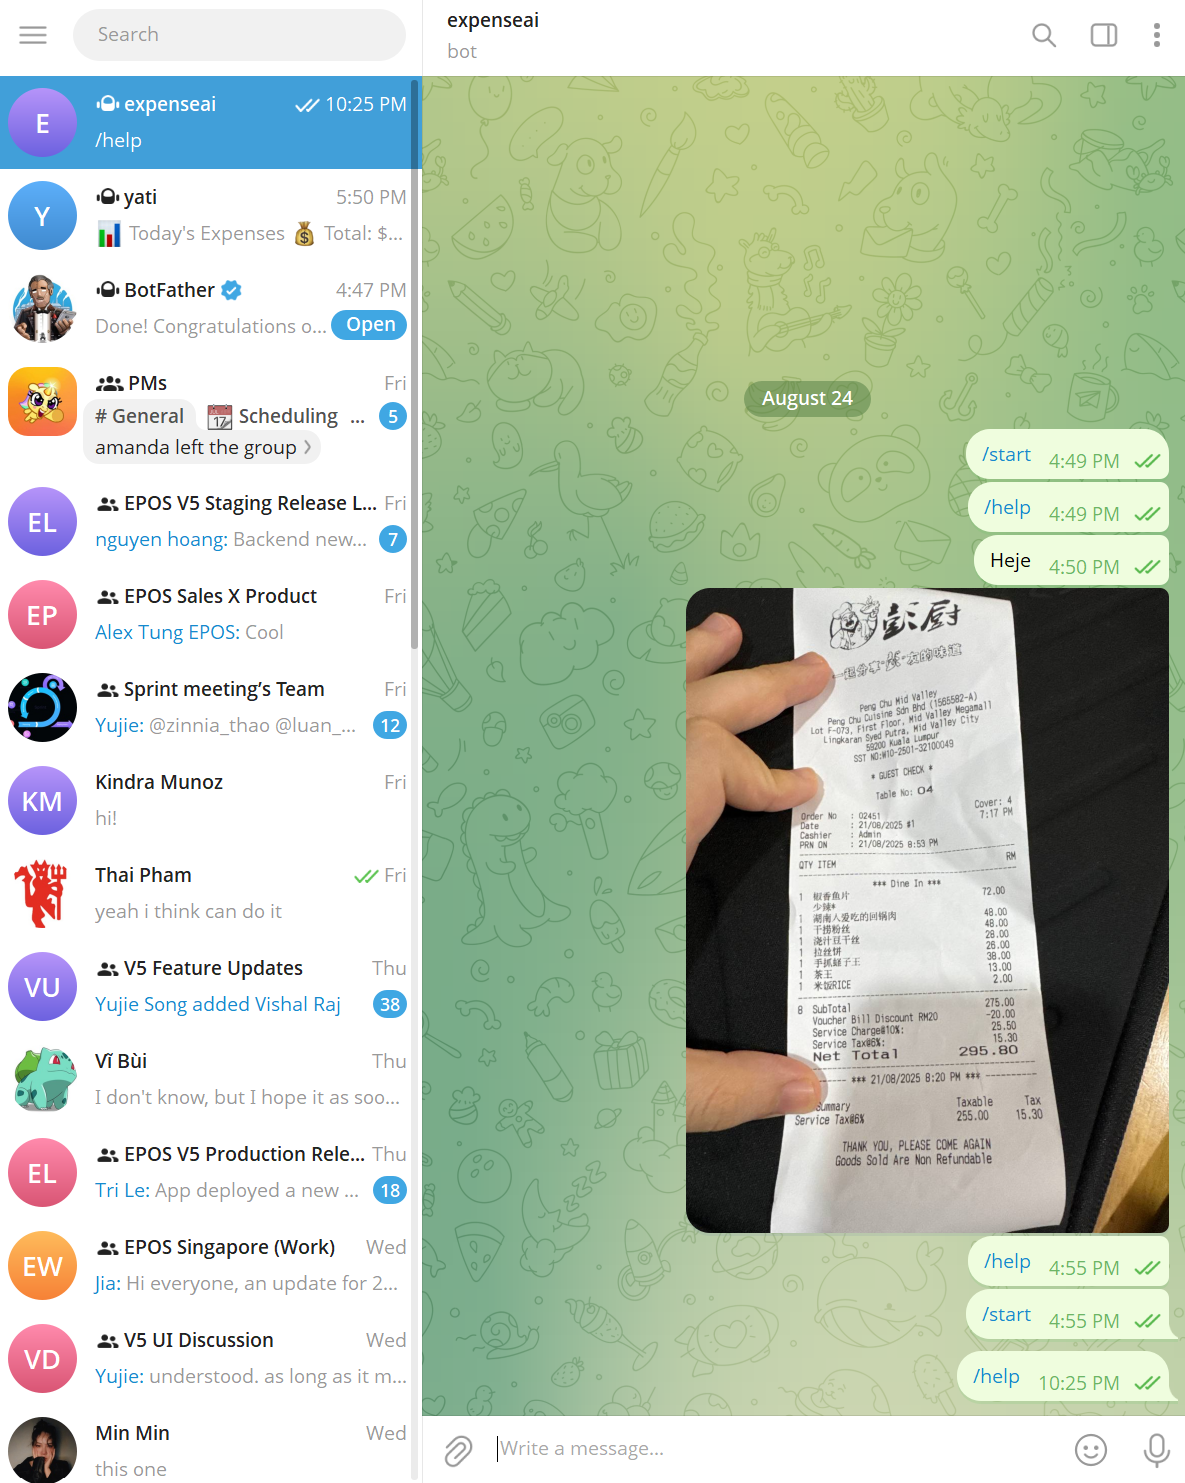 Search
expenseai
10:25 PM
/help
E
yati
5:50 PM
Today's Expenses 💰 Total: $...
Y
BotFather
4:47 PM
Done! Congratulations o...
Open
PMs
Fri
# General
17
Scheduling ...
5
amanda left the group
EPOS V5 Staging Release L...
Fri
nguyen hoang: Backend new...
7
EL
EPOS Sales X Product
Fri
Alex Tung EPOS: Cool
EP
Sprint meeting's Team
Fri
Yujie: @zinnia_thao @luan_...
12
Kindra Munoz
Fri
hi!
KM
Thai Pham
Fri
yeah i think can do it
V5 Feature Updates
Thu
Yujie Song added Vishal Raj
38
VU
Vĩ Bùi
Thu
I don't know, but I hope it as soo...
EPOS V5 Production Rele...
Thu
Tri Le: App deployed a new ...
18
EL
EPOS Singapore (Work)
Wed
Jia: Hi everyone, an update for 2...
EW
V5 UI Discussion
Wed
Yujie: understood. as long as it m...
VD
Min Min
Wed
this one
expenseai
bot
August 24
/start 4:49 PM
/help 4:49 PM
Heje 4:50 PM
彭厨
一起分享·彭·友的味道
Peng Chu Mid Valley
Peng Chu Cuisine Sdn Bhd (1565582-A)
Lot F-073, First Floor, Mid Valley Megamall
Lingkaran Syed Putra, Mid Valley City
59200 Kuala Lumpur
SST NO:W10-2501-32100049
* GUEST CHECK *
Table No: 04
Cover: 4
Order No : 02451 7:17 PM
Date : 21/08/2025 #1
Cashier : Admin
PRN ON : 21/08/2025 8:53 PM
QTY ITEM RM
*** Dine In ***
1 椒香鱼片 72.00
少辣*
1 湖南人爱吃的回锅肉 48.00
1 干捞粉丝 48.00
1 浇汁豆干丝 28.00
1 拉丝饼 26.00
1 手抓蛏子王 38.00
1 茶王 13.00
1 米饭RICE 2.00
8 SubTotal 275.00
Voucher Bill Discount RM20 -20.00
Service Charge@10%: 25.50
Service Tax@6%: 15.30
Net Total 295.80
*** 21/08/2025 8:20 PM ***
Summary Taxable Tax
Service Tax@6% 255.00 15.30
THANK YOU, PLEASE COME AGAIN
Goods Sold Are Non Refundable
/help 4:55 PM
/start 4:55 PM
/help 10:25 PM
Write a message...